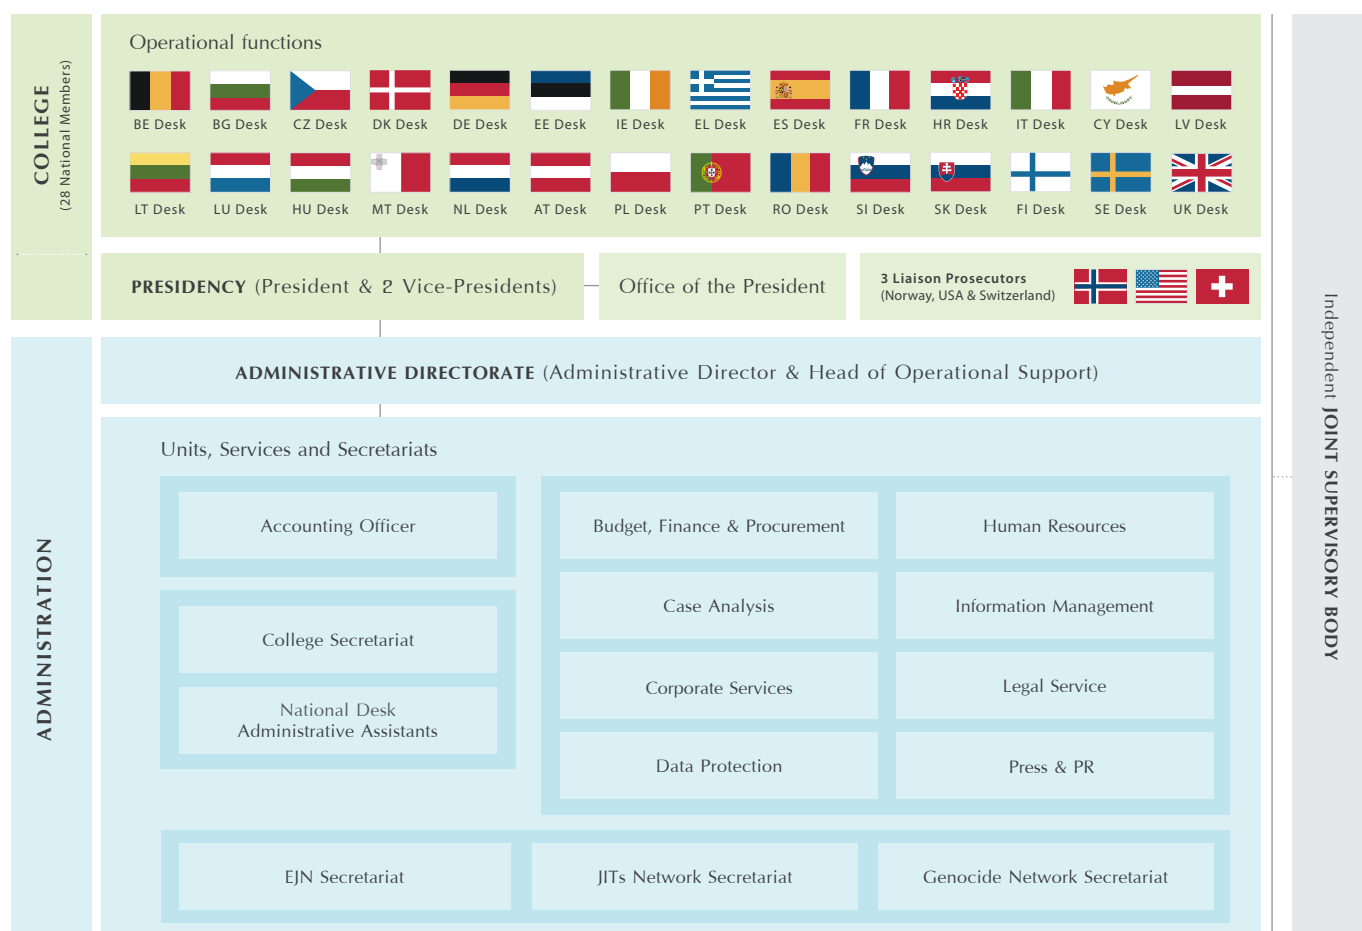 COLLEGE
(28 National Members)
Operational functions
BE Desk BG Desk CZ Desk DK Desk DE Desk EE Desk IE Desk EL Desk ES Desk FR Desk HR Desk IT Desk CY Desk LV Desk
LT Desk LU Desk HU Desk MT Desk NL Desk AT Desk PL Desk PT Desk RO Desk SI Desk SK Desk FI Desk SE Desk UK Desk
PRESIDENCY (President & 2 Vice-Presidents)
Office of the President
3 Liaison Prosecutors
(Norway, USA & Switzerland)
ADMINISTRATION
ADMINISTRATIVE DIRECTORATE (Administrative Director & Head of Operational Support)
Units, Services and Secretariats
Accounting Officer
College Secretariat
National Desk
Administrative Assistants
Budget, Finance & Procurement
Human Resources
Case Analysis
Information Management
Corporate Services
Legal Service
Data Protection
Press & PR
EJN Secretariat
JITs Network Secretariat
Genocide Network Secretariat
Independent JOINT SUPERVISORY BODY